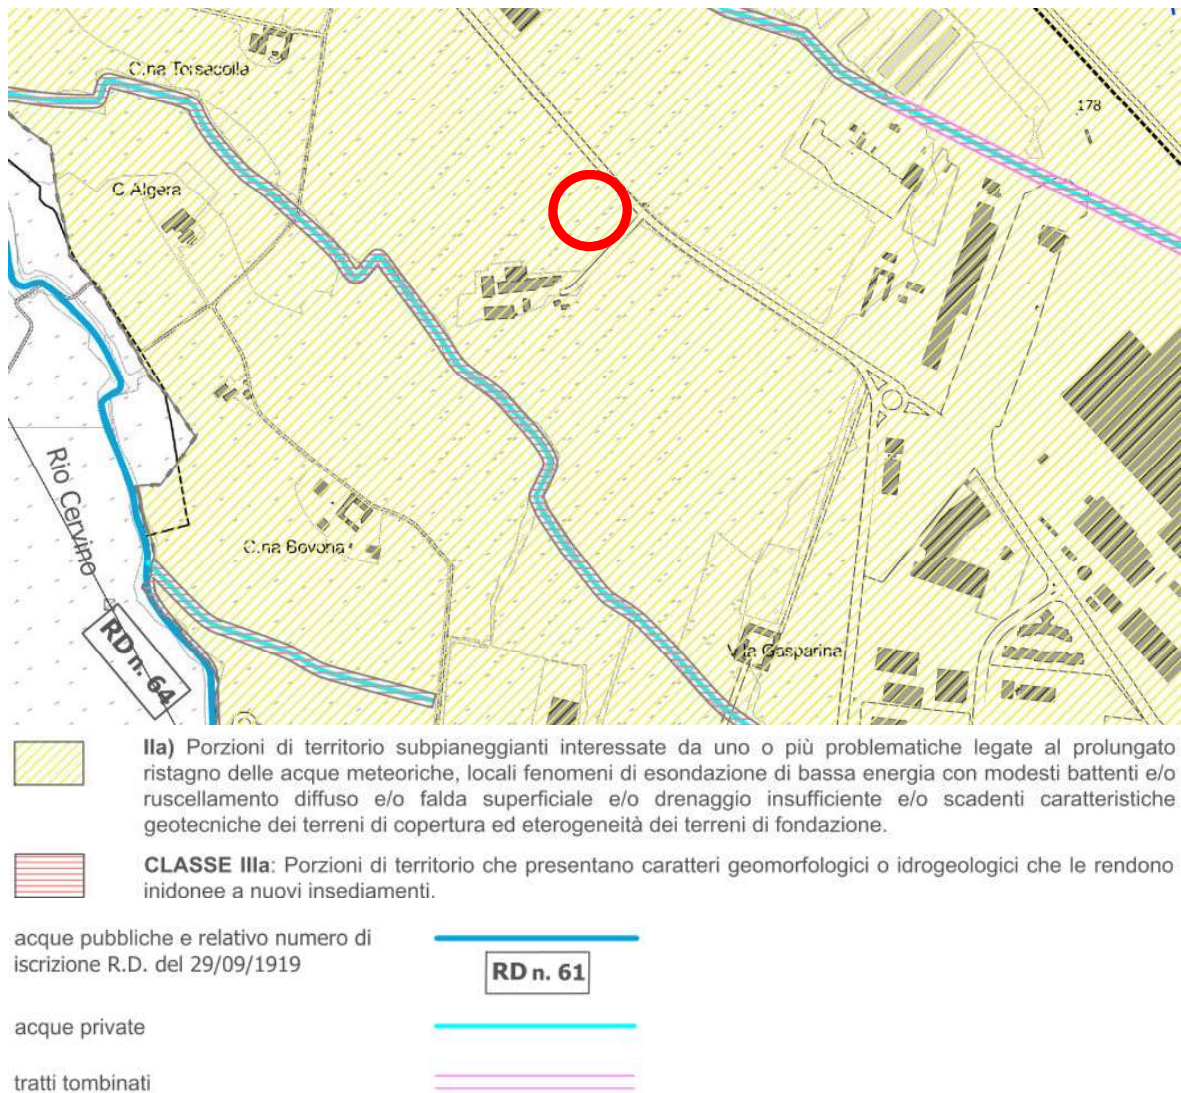 C.na Torsacolla
178
C Algera
Rio Cervino
C.na Bovona
RD n. 64
V la Gasparina
IIa) Porzioni di territorio subpianeggianti interessate da uno o più problematiche legate al prolungato
ristagno delle acque meteoriche, locali fenomeni di esondazione di bassa energia con modesti battenti e/o
ruscellamento diffuso e/o falda superficiale e/o drenaggio insufficiente e/o scadenti caratteristiche
geotecniche dei terreni di copertura ed eterogeneità dei terreni di fondazione.
CLASSE IIIa: Porzioni di territorio che presentano caratteri geomorfologici o idrogeologici che le rendono
inidonee a nuovi insediamenti.
acque pubbliche e relativo numero di
iscrizione R.D. del 29/09/1919
RD n. 61
acque private
tratti tombinati